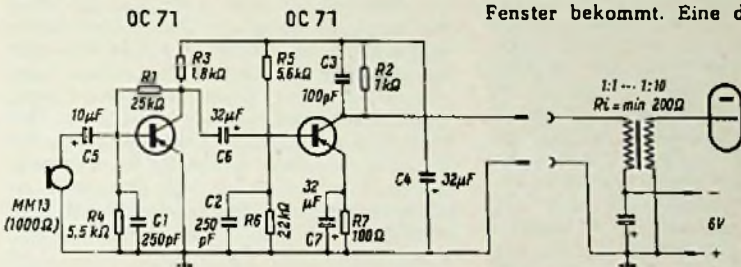 Fenster bekommt. Eine d
OC 71
OC 71
R3
1,8kΩ
R1
25kΩ
R5
5,6kΩ
C3
100pF
R2
1kΩ
1:1 --- 1:10
Ri = min 200Ω
10µF
+
C5
32µF
+
C6
MM13
(1000Ω)
R4
5,5 kΩ
C1
250pF
C2
250
pF
R6
22kΩ
32
µF
+
C7
R7
100Ω
C4
32µF
+
+
−
6V
+